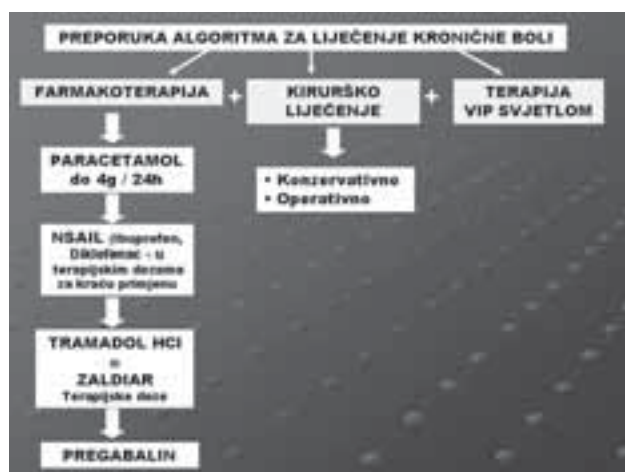 PREPORUKA ALGORITMA ZA LIJEČENJE KRONIČNE BOLI
FARMAKOTERAPIJA + KIRURŠKO LIJEČENJE + TERAPIJA VIP SVJETLOM
PARACETAMOL
do 4g / 24h
• Konzervativno
• Operativno
NSAIL (Ibuprofen,
Diklofenac - u
terapijskim dozama
za kraću primjenu
TRAMADOL HCl
ZALDIAR
Terapijske doze
PREGABALIN